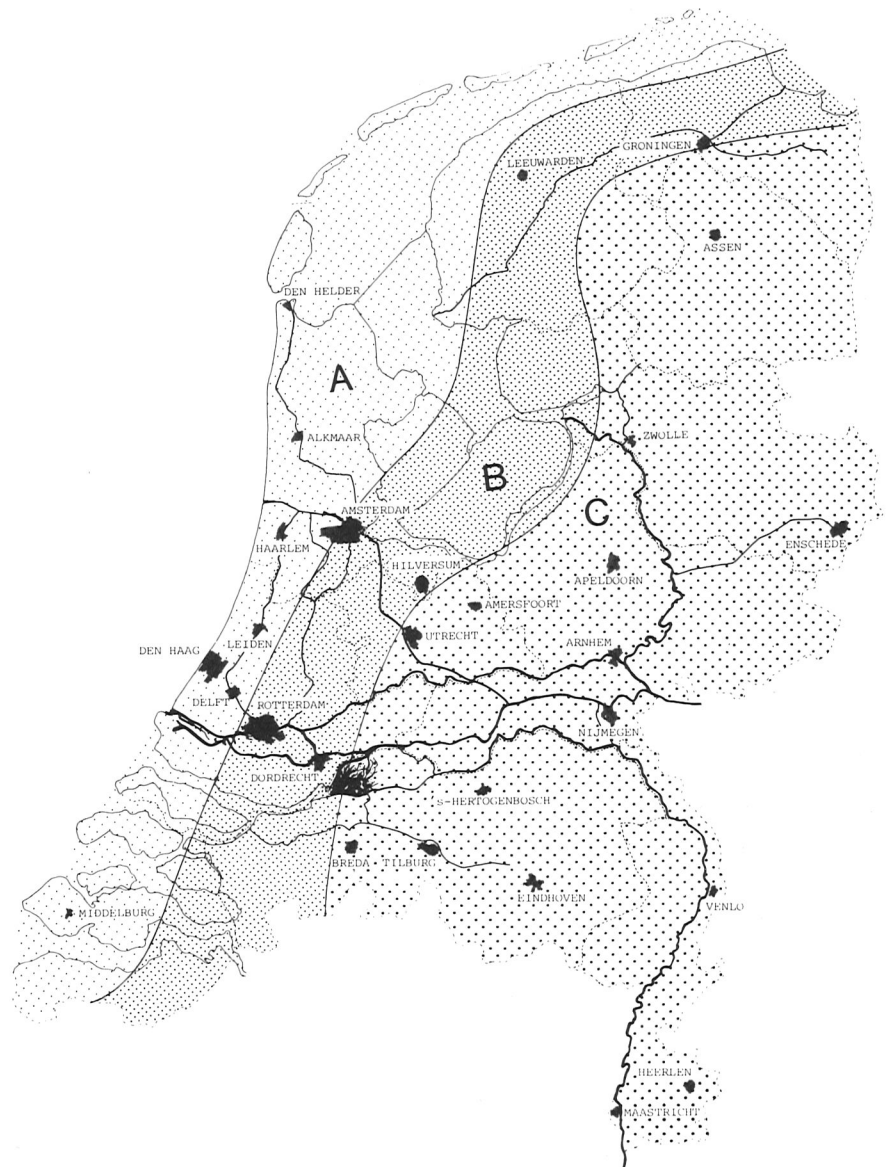 GRONINGEN
LEEUWARDEN
ASSEN
DEN HELDER
A
ALKMAAR
ZWOLLE
B
AMSTERDAM
C
HAARLEM
ENSCHEDE
HILVERSUM
APELDOORN
AMERSFOORT
UTRECHT
LEIDEN
DEN HAAG
ARNHEM
DELFT
ROTTERDAM
NIJMEGEN
DORDRECHT
s-HERTOGENBOSCH
BREDA
TILBURG
EINDHOVEN
VENLO
MIDDELBURG
HEERLEN
MAASTRICHT